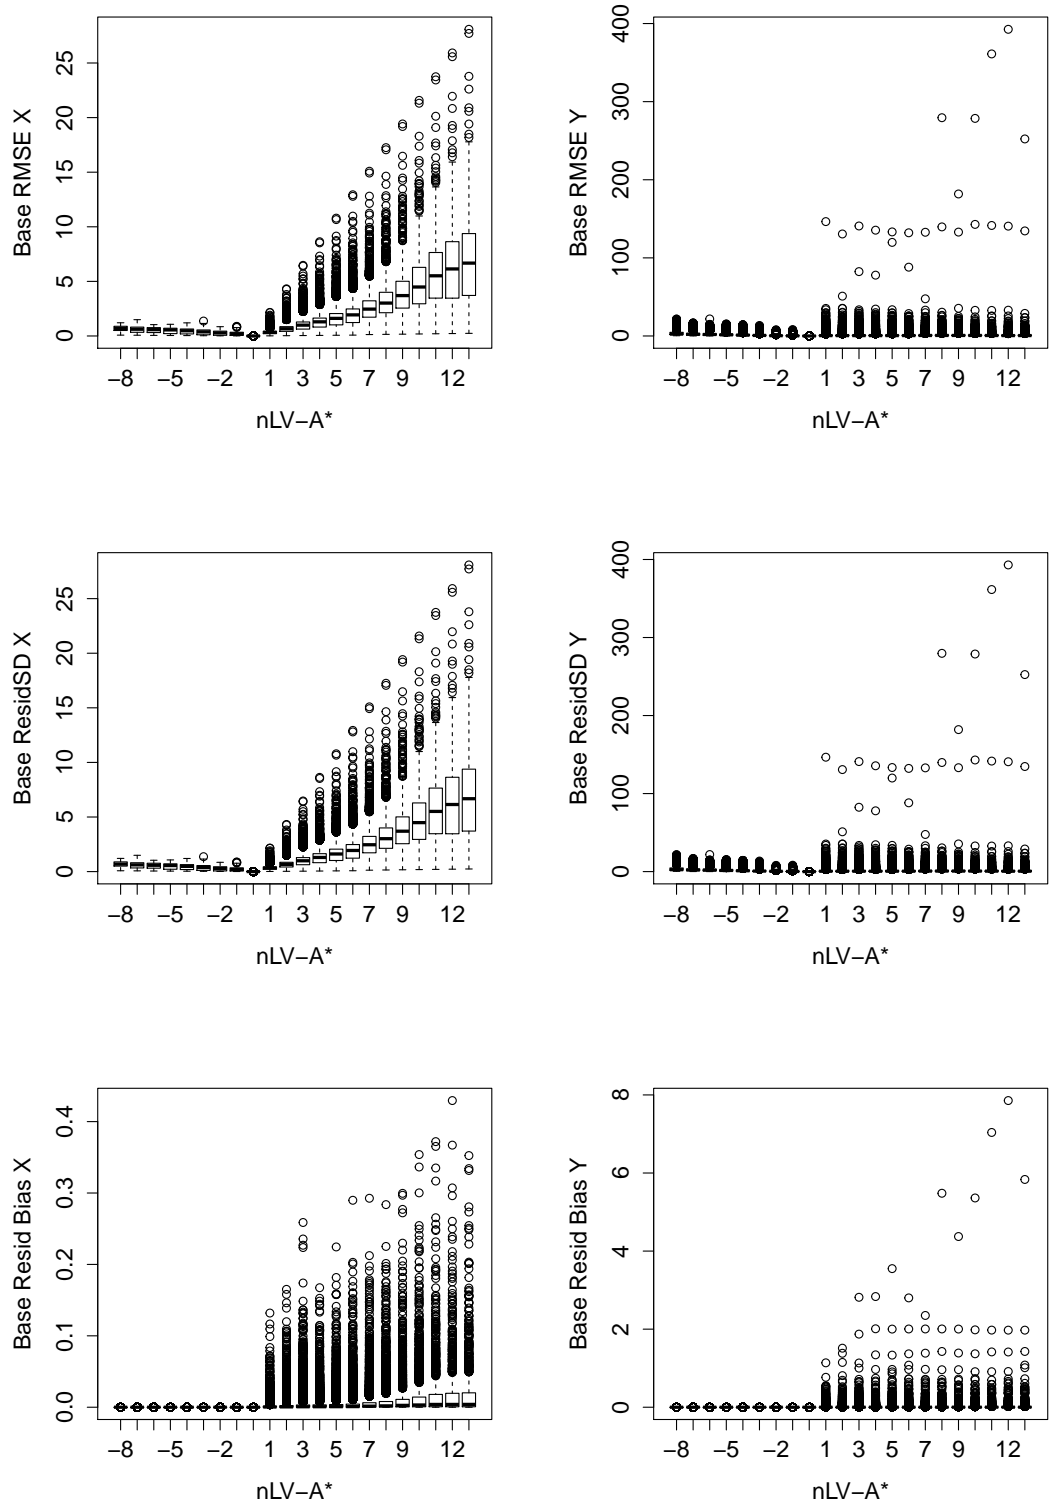 Base RMSE X
0 5 10 15 20 25
−8 −5 −2 1 3 5 7 9 12
nLV−A*
Base RMSE Y
0 100 200 300 400
−8 −5 −2 1 3 5 7 9 12
nLV−A*
Base ResidSD X
0 5 10 15 20 25
−8 −5 −2 1 3 5 7 9 12
nLV−A*
Base ResidSD Y
0 100 200 300 400
−8 −5 −2 1 3 5 7 9 12
nLV−A*
Base Resid Bias X
0.0 0.1 0.2 0.3 0.4
−8 −5 −2 1 3 5 7 9 12
nLV−A*
Base Resid Bias Y
0 2 4 6 8
−8 −5 −2 1 3 5 7 9 12
nLV−A*